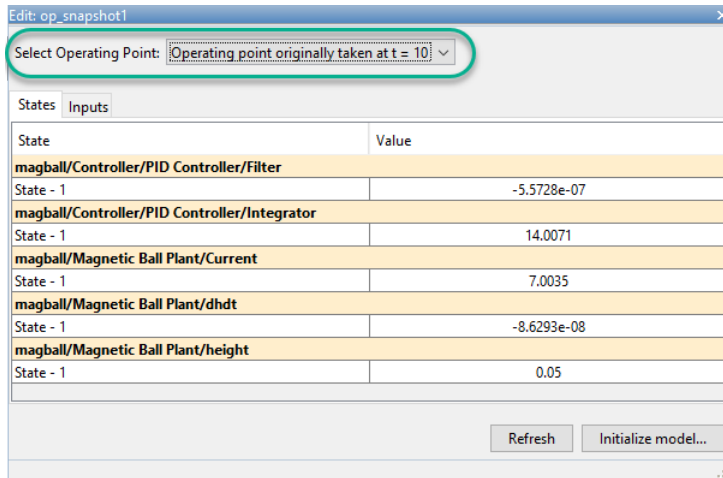 Edit: op_snapshot1
Select Operating Point: Operating point originally taken at t = 10
States Inputs
State Value
magball/Controller/PID Controller/Filter
State - 1 -5.5728e-07
magball/Controller/PID Controller/Integrator
State - 1 14.0071
magball/Magnetic Ball Plant/Current
State - 1 7.0035
magball/Magnetic Ball Plant/dhdt
State - 1 -8.6293e-08
magball/Magnetic Ball Plant/height
State - 1 0.05
Refresh Initialize model...